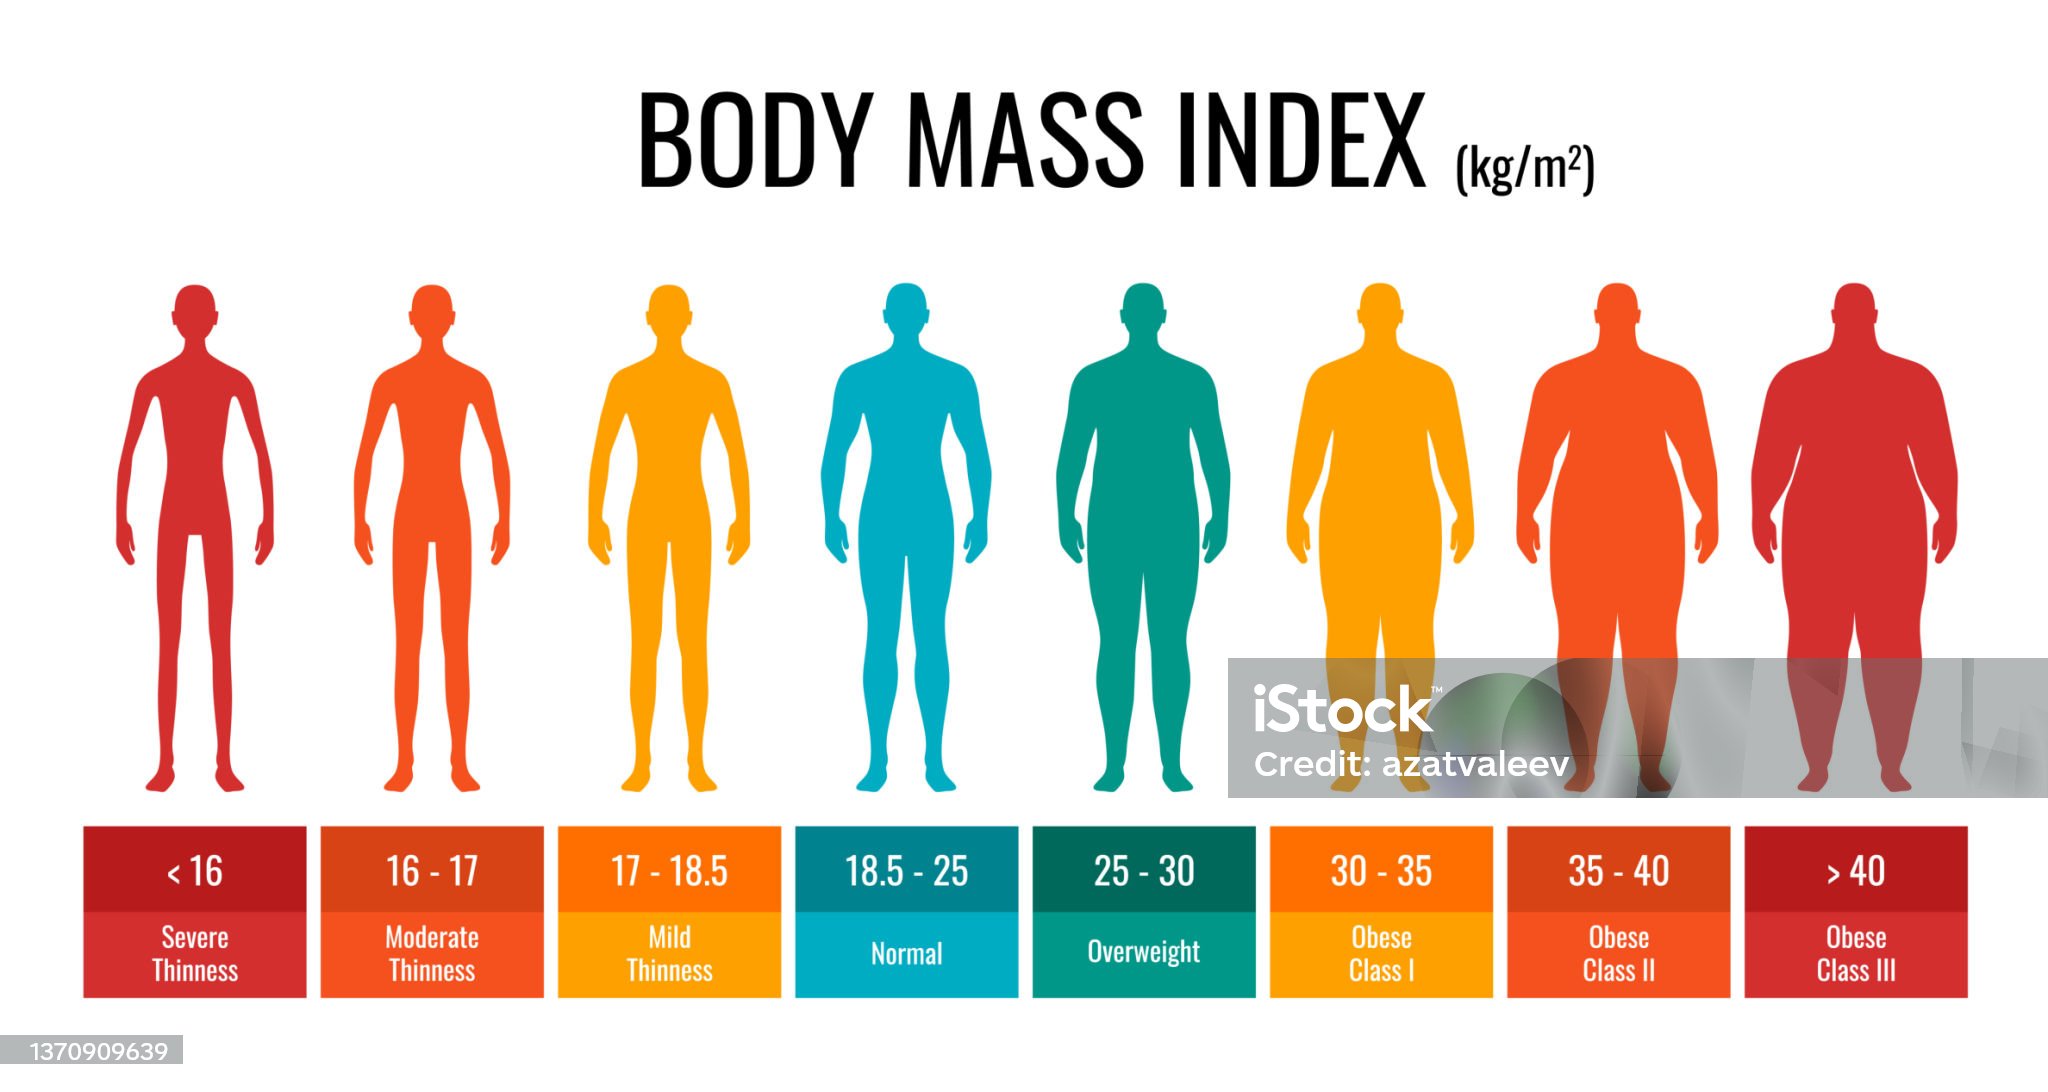 BODY MASS INDEX (kg/m²)
iStock™
Credit: azatvaleev
< 16
16 - 17
17 - 18.5
18.5 - 25
25 - 30
30 - 35
35 - 40
> 40
Severe
Thinness
Moderate
Thinness
Mild
Thinness
Normal
Overweight
Obese
Class I
Obese
Class II
Obese
Class III
1370909639